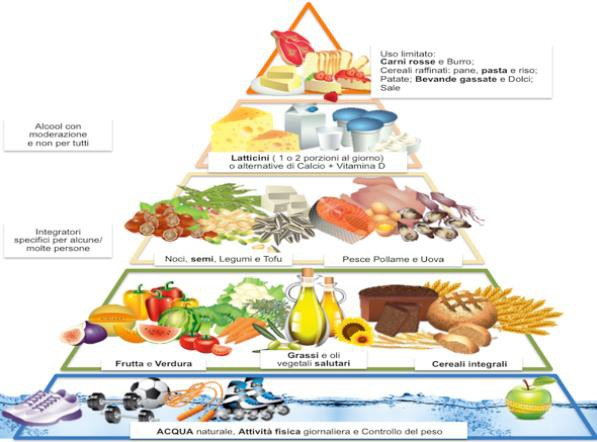 Uso limitato:
Carni rosse e Burro;
Cereali raffinati: pane, pasta e riso;
Patate; Bevande gassate e Dolci;
Sale
Alcool con
moderazione
e non per tutti
Latticini ( 1 o 2 porzioni al giorno)
o alternative di Calcio + Vitamina D
Integratori
specifici per alcune/
molte persone
Noci, semi, Legumi e Tofu
Pesce Pollame e Uova
Frutta e Verdura
Grassi e oli
vegetali salutari
Cereali integrali
ACQUA naturale, Attività fisica giornaliera e Controllo del peso